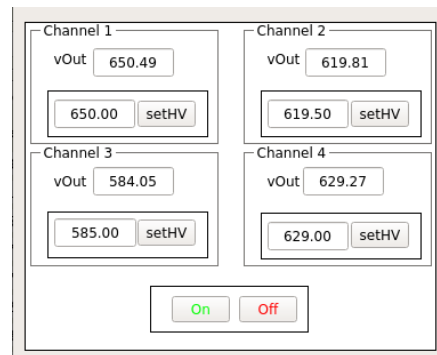 Channel 1
vOut 650.49
650.00 setHV
Channel 2
vOut 619.81
619.50 setHV
Channel 3
vOut 584.05
585.00 setHV
Channel 4
vOut 629.27
629.00 setHV
On Off